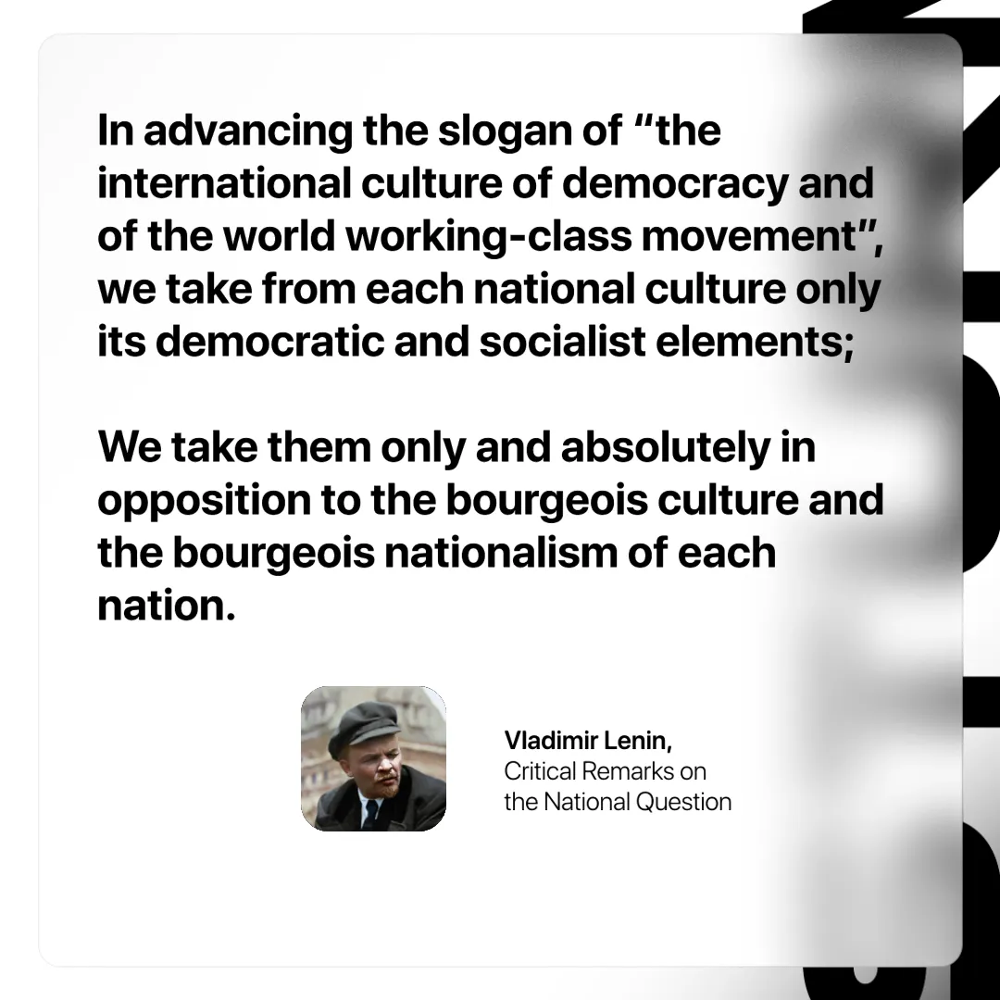 In advancing the slogan of “the
international culture of democracy and
of the world working-class movement”,
we take from each national culture only
its democratic and socialist elements;
We take them only and absolutely in
opposition to the bourgeois culture and
the bourgeois nationalism of each
nation.
Vladimir Lenin,
Critical Remarks on
the National Question